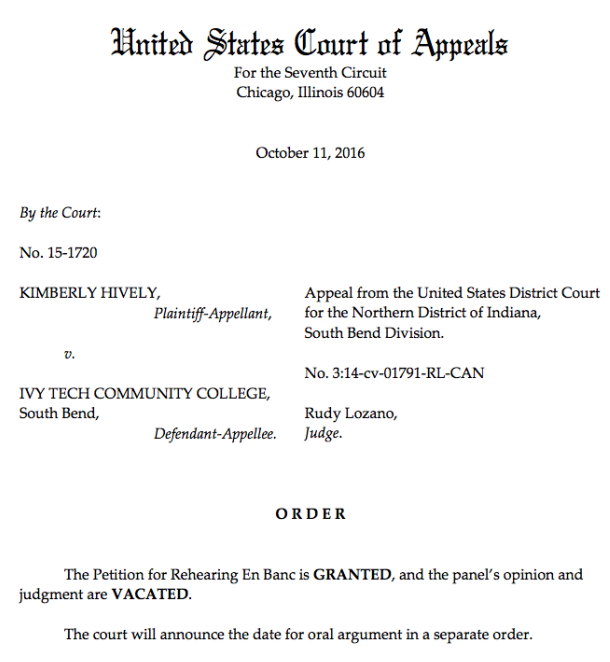 United States Court of Appeals
For the Seventh Circuit
Chicago, Illinois 60604
October 11, 2016
By the Court:
No. 15-1720
KIMBERLY HIVELY,
Plaintiff-Appellant,
v.
IVY TECH COMMUNITY COLLEGE,
South Bend,
Defendant-Appellee.
Appeal from the United States District Court
for the Northern District of Indiana,
South Bend Division.
No. 3:14-cv-01791-RL-CAN
Rudy Lozano,
Judge.
O R D E R
The Petition for Rehearing En Banc is GRANTED, and the panel’s opinion and
judgment are VACATED.
The court will announce the date for oral argument in a separate order.